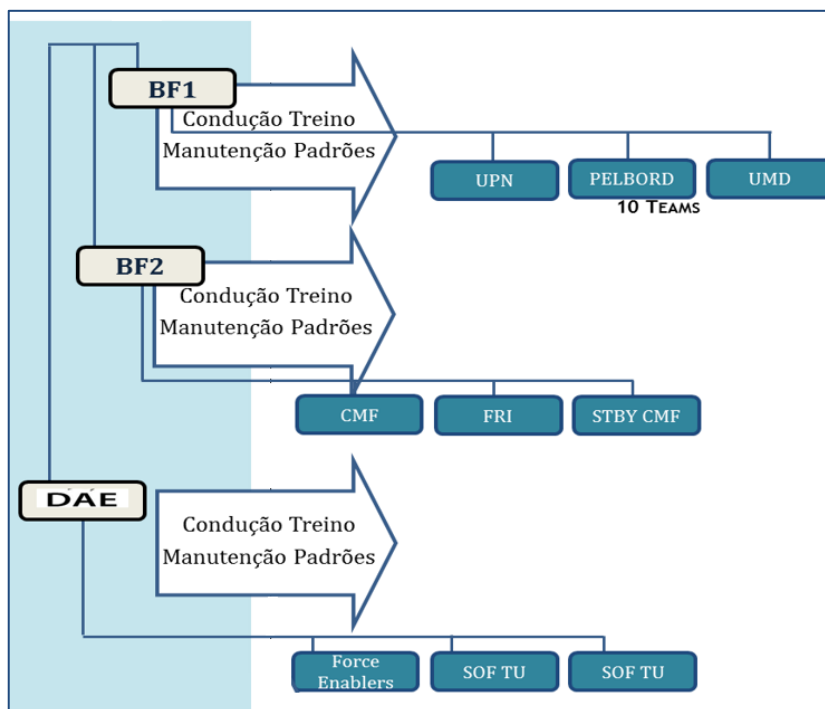 BF1
Condução Treino
Manutenção Padrões
UPN
PELBORD
UMD
10 TEAMS
BF2
Condução Treino
Manutenção Padrões
CMF
FRI
STBY CMF
DAE
Condução Treino
Manutenção Padrões
Force
Enablers
SOF TU
SOF TU